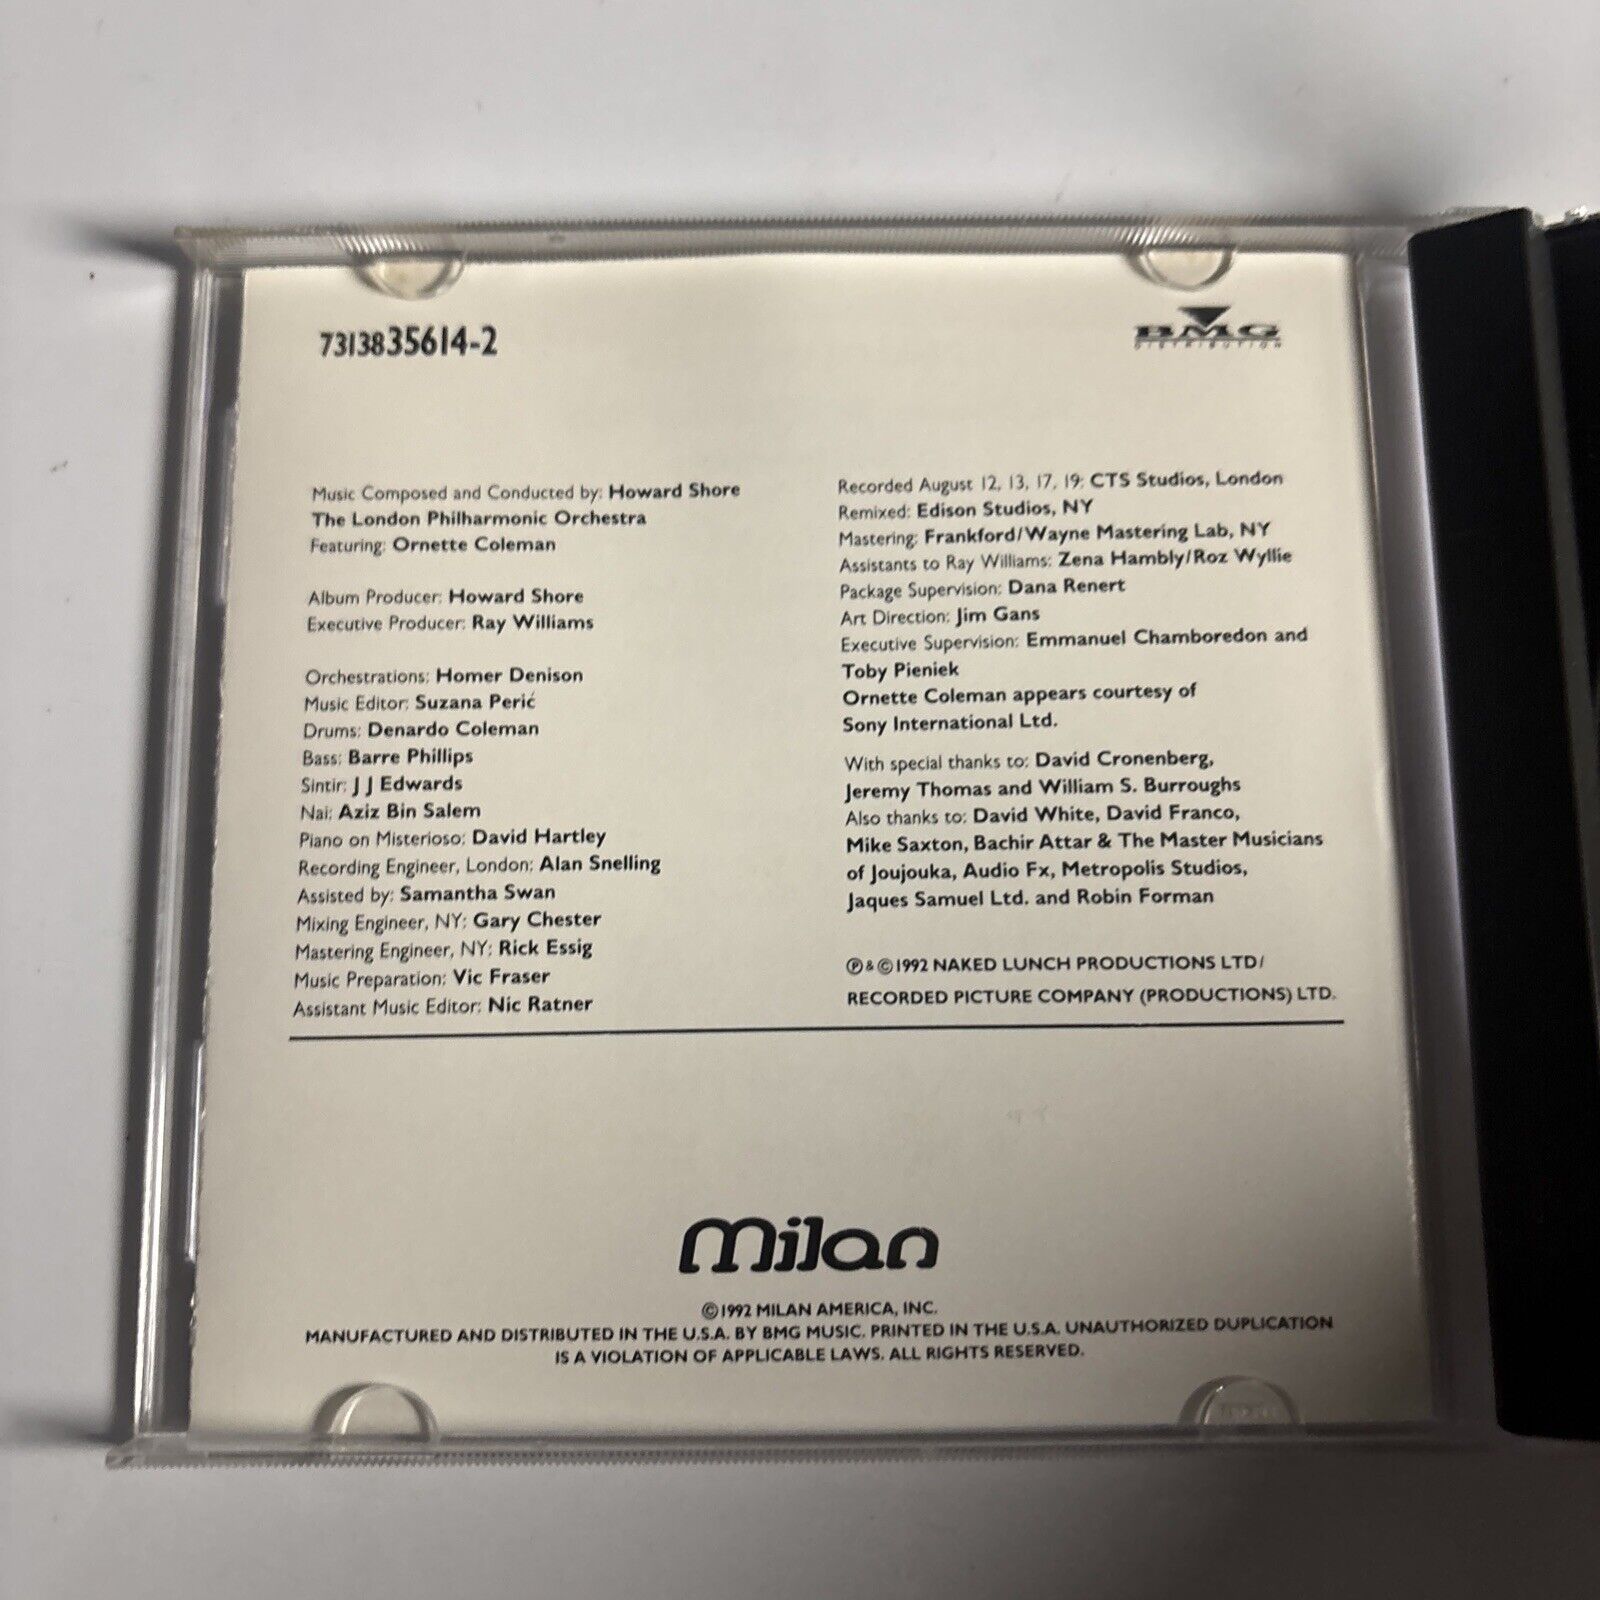 7313835614-2
BMG
DISTRIBUTION
Music Composed and Conducted by: Howard Shore
The London Philharmonic Orchestra
Featuring: Ornette Coleman
Album Producer: Howard Shore
Executive Producer: Ray Williams
Orchestrations: Homer Denison
Music Editor: Suzana Perić
Drums: Denardo Coleman
Bass: Barre Phillips
Sintir: J J Edwards
Nai: Aziz Bin Salem
Piano on Misterioso: David Hartley
Recording Engineer, London: Alan Snelling
Assisted by: Samantha Swan
Mixing Engineer, NY: Gary Chester
Mastering Engineer, NY: Rick Essig
Music Preparation: Vic Fraser
Assistant Music Editor: Nic Ratner
Recorded August 12, 13, 17, 19: CTS Studios, London
Remixed: Edison Studios, NY
Mastering: Frankford/Wayne Mastering Lab, NY
Assistants to Ray Williams: Zena Hambly/Roz Wyllie
Package Supervision: Dana Renert
Art Direction: Jim Gans
Executive Supervision: Emmanuel Chamboredon and
Toby Pieniek
Ornette Coleman appears courtesy of
Sony International Ltd.
With special thanks to: David Cronenberg,
Jeremy Thomas and William S. Burroughs
Also thanks to: David White, David Franco,
Mike Saxton, Bachir Attar & The Master Musicians
of Joujouka, Audio Fx, Metropolis Studios,
Jaques Samuel Ltd. and Robin Forman
℗ & © 1992 NAKED LUNCH PRODUCTIONS LTD/
RECORDED PICTURE COMPANY (PRODUCTIONS) LTD.
Milan
©1992 MILAN AMERICA, INC.
MANUFACTURED AND DISTRIBUTED IN THE U.S.A. BY BMG MUSIC. PRINTED IN THE U.S.A. UNAUTHORIZED DUPLICATION
IS A VIOLATION OF APPLICABLE LAWS. ALL RIGHTS RESERVED.